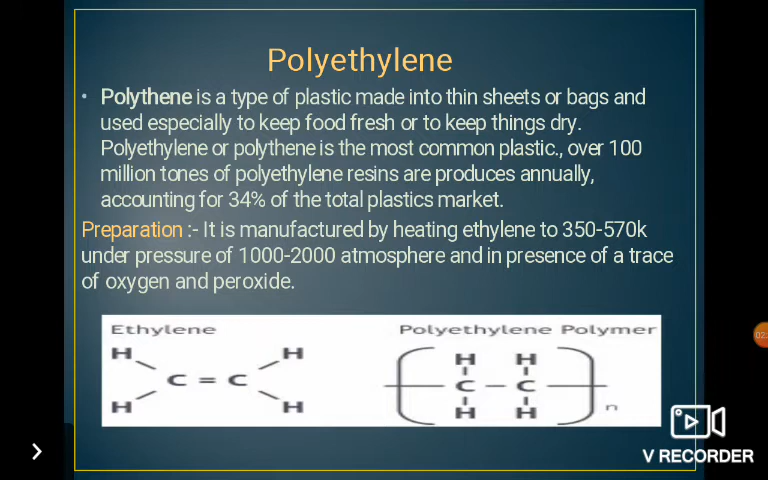 Polyethylene
• Polythene is a type of plastic made into thin sheets or bags and
used especially to keep food fresh or to keep things dry.
Polyethylene or polythene is the most common plastic., over 100
million tones of polyethylene resins are produces annually,
accounting for 34% of the total plastics market.
Preparation :- It is manufactured by heating ethylene to 350-570k
under pressure of 1000-2000 atmosphere and in presence of a trace
of oxygen and peroxide.
Ethylene
H H
C = C
H H
Polyethylene Polymer
H H
C – C
H H
n
02:
V RECORDER